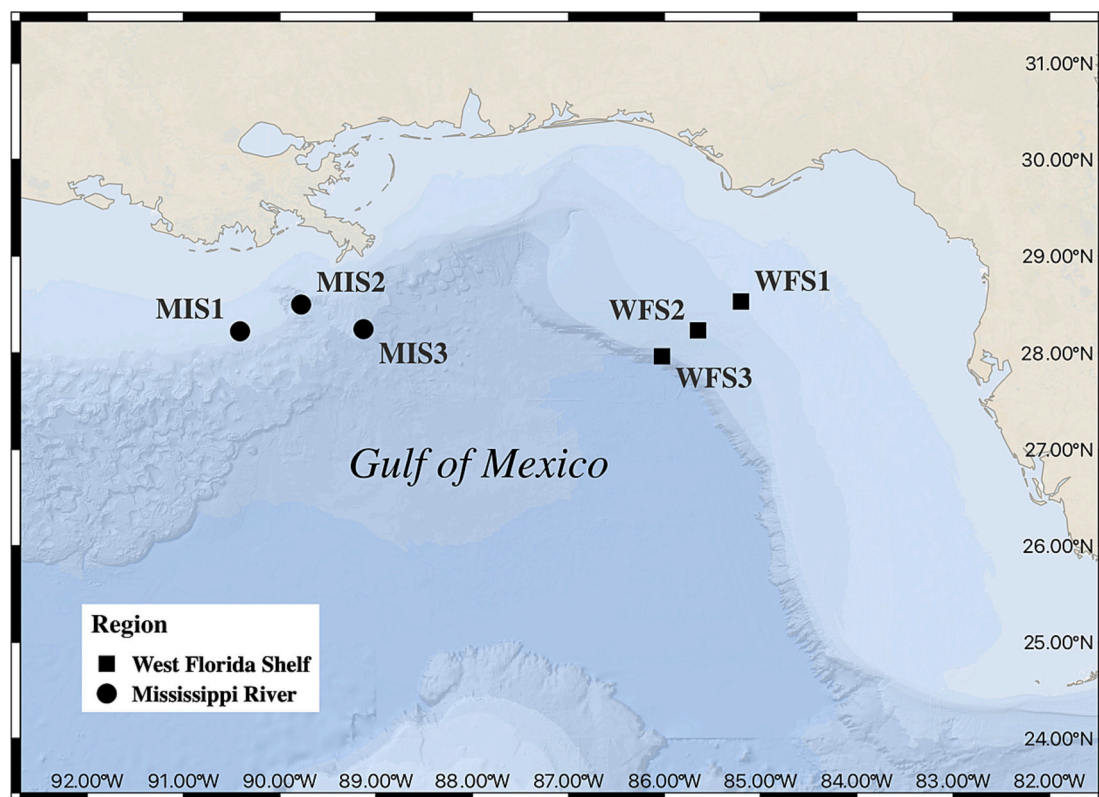 31.00°N
30.00°N
29.00°N
MIS2
WFS1
MIS1
WFS2
MIS3
28.00°N
WFS3
Gulf of Mexico
27.00°N
26.00°N
Region
25.00°N
West Florida Shelf
Mississippi River
24.00°N
92.00°W 91.00°W 90.00°W 89.00°W 88.00°W 87.00°W 86.00°W 85.00°W 84.00°W 83.00°W 82.00°W